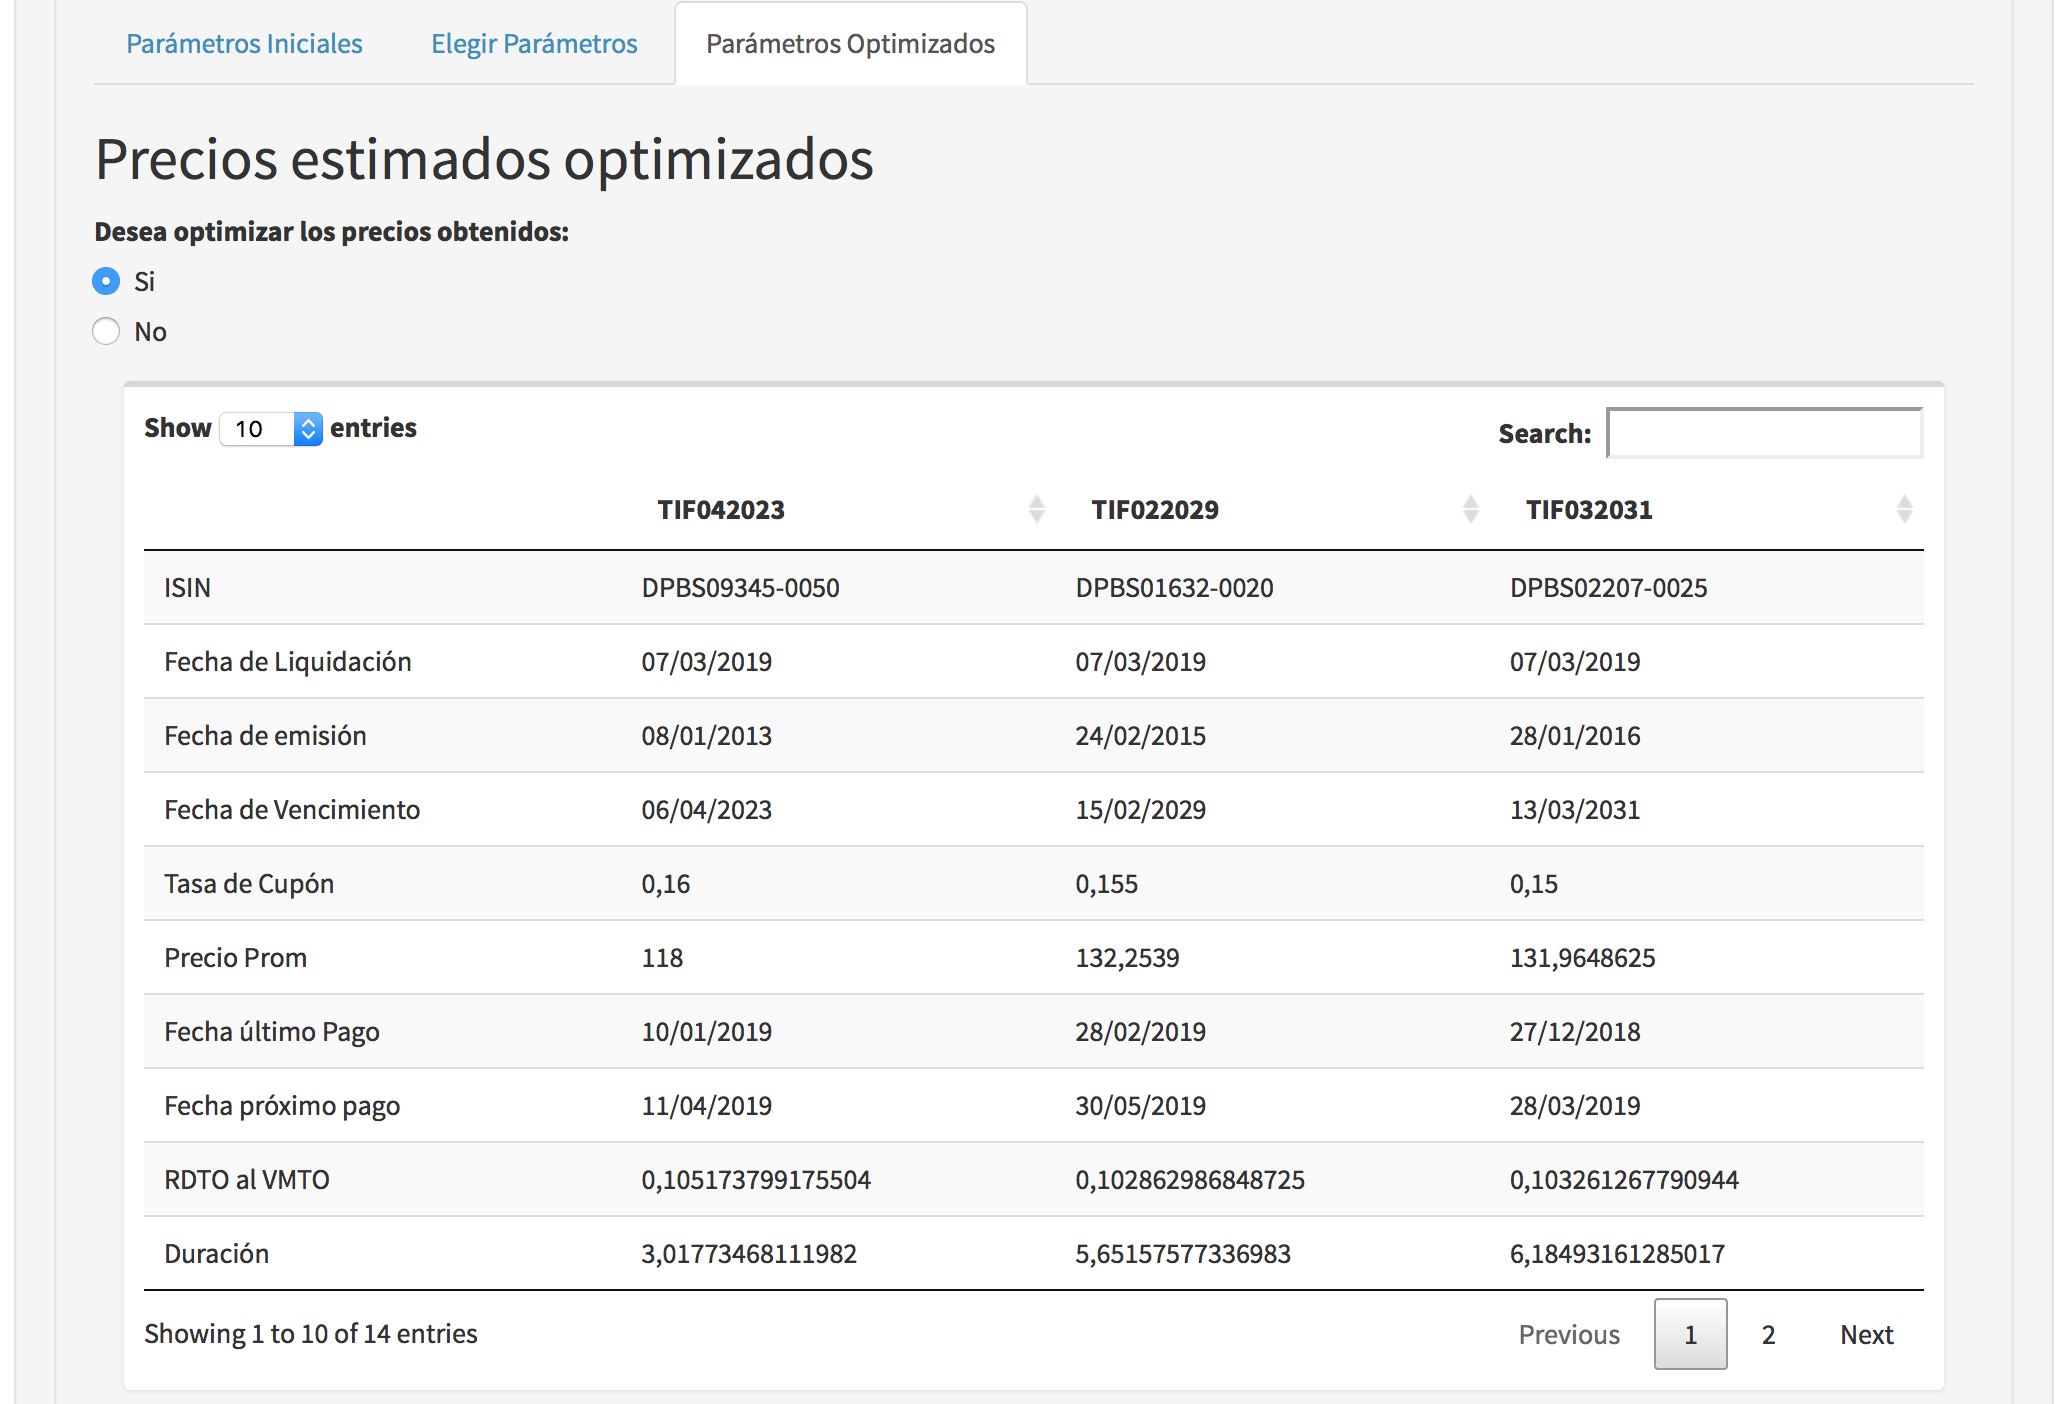 Parámetros Iniciales Elegir Parámetros Parámetros Optimizados
Precios estimados optimizados
Desea optimizar los precios obtenidos:
Si
No
Show 10 entries Search:
TIF042023 TIF022029 TIF032031
ISIN DPBS09345-0050 DPBS01632-0020 DPBS02207-0025
Fecha de Liquidación 07/03/2019 07/03/2019 07/03/2019
Fecha de emisión 08/01/2013 24/02/2015 28/01/2016
Fecha de Vencimiento 06/04/2023 15/02/2029 13/03/2031
Tasa de Cupón 0,16 0,155 0,15
Precio Prom 118 132,2539 131,9648625
Fecha último Pago 10/01/2019 28/02/2019 27/12/2018
Fecha próximo pago 11/04/2019 30/05/2019 28/03/2019
RDTO al VMTO 0,105173799175504 0,102862986848725 0,103261267790944
Duración 3,01773468111982 5,65157577336983 6,18493161285017
Showing 1 to 10 of 14 entries Previous 1 2 Next